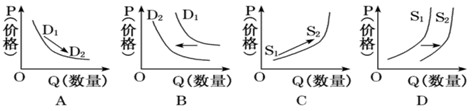 P (价格) D₁ D₂ O Q(数量) A
P (价格) D₂ D₁ O Q(数量) B
P (价格) S₁ S₂ O Q(数量) C
P (价格) S₁ S₂ O Q(数量) D